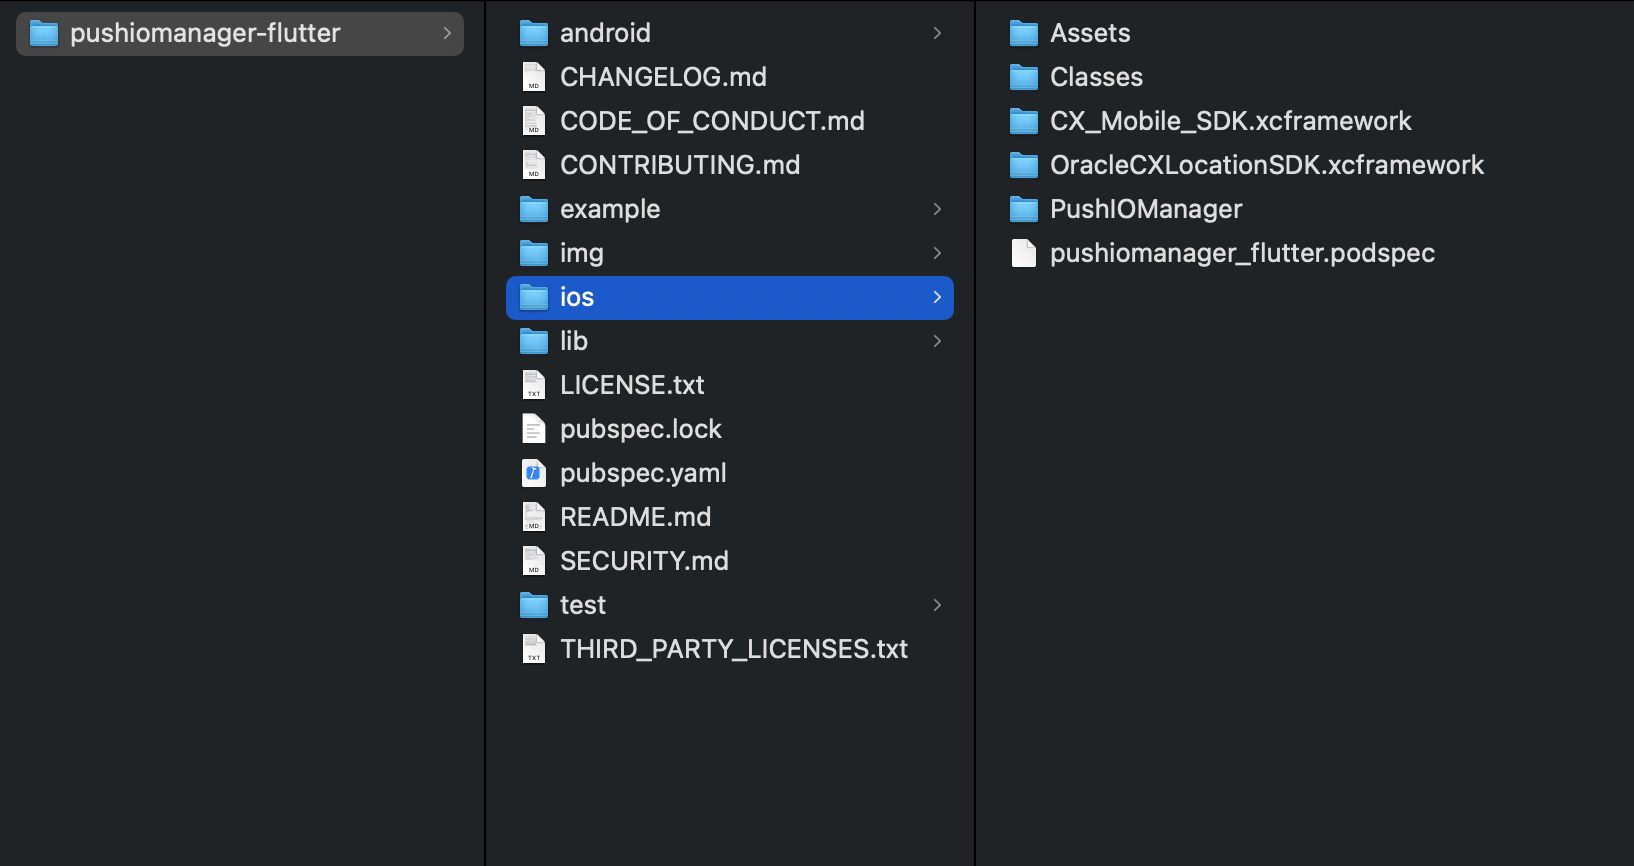 pushiomanager-flutter
android
CHANGELOG.md
CODE_OF_CONDUCT.md
CONTRIBUTING.md
example
img
ios
lib
LICENSE.txt
pubspec.lock
pubspec.yaml
README.md
SECURITY.md
test
THIRD_PARTY_LICENSES.txt
Assets
Classes
CX_Mobile_SDK.xcframework
OracleCXLocationSDK.xcframework
PushIOManager
pushiomanager_flutter.podspec